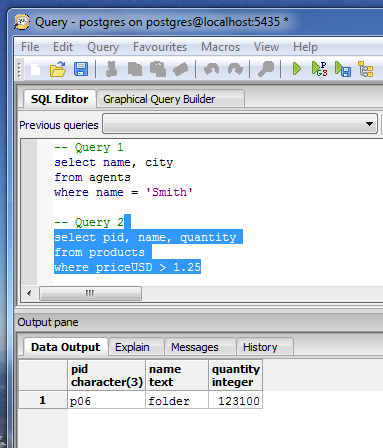 Query - postgres on postgres@localhost:5435 *
File Edit Query Favourites Macros View Help
SQL Editor Graphical Query Builder
Previous queries
-- Query 1
select name, city
from agents
where name = 'Smith'
-- Query 2
select pid, name, quantity
from products
where priceUSD > 1.25
Output pane
Data Output Explain Messages History
pid name quantity
character(3) text integer
1 p06 folder 123100